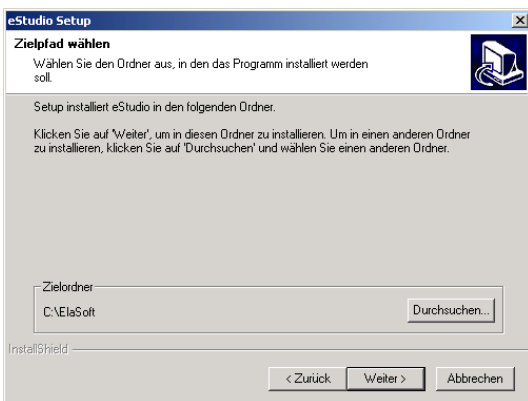 eStudio Setup
Zielpfad wählen
Wählen Sie den Ordner aus, in den das Programm installiert werden
soll.
Setup installiert eStudio in den folgenden Ordner.
Klicken Sie auf 'Weiter', um in diesen Ordner zu installieren. Um in einen anderen Ordner
zu installieren, klicken Sie auf 'Durchsuchen' und wählen Sie einen anderen Ordner.
Zielordner
C:\ElaSoft
Durchsuchen...
InstallShield
< Zurück
Weiter >
Abbrechen